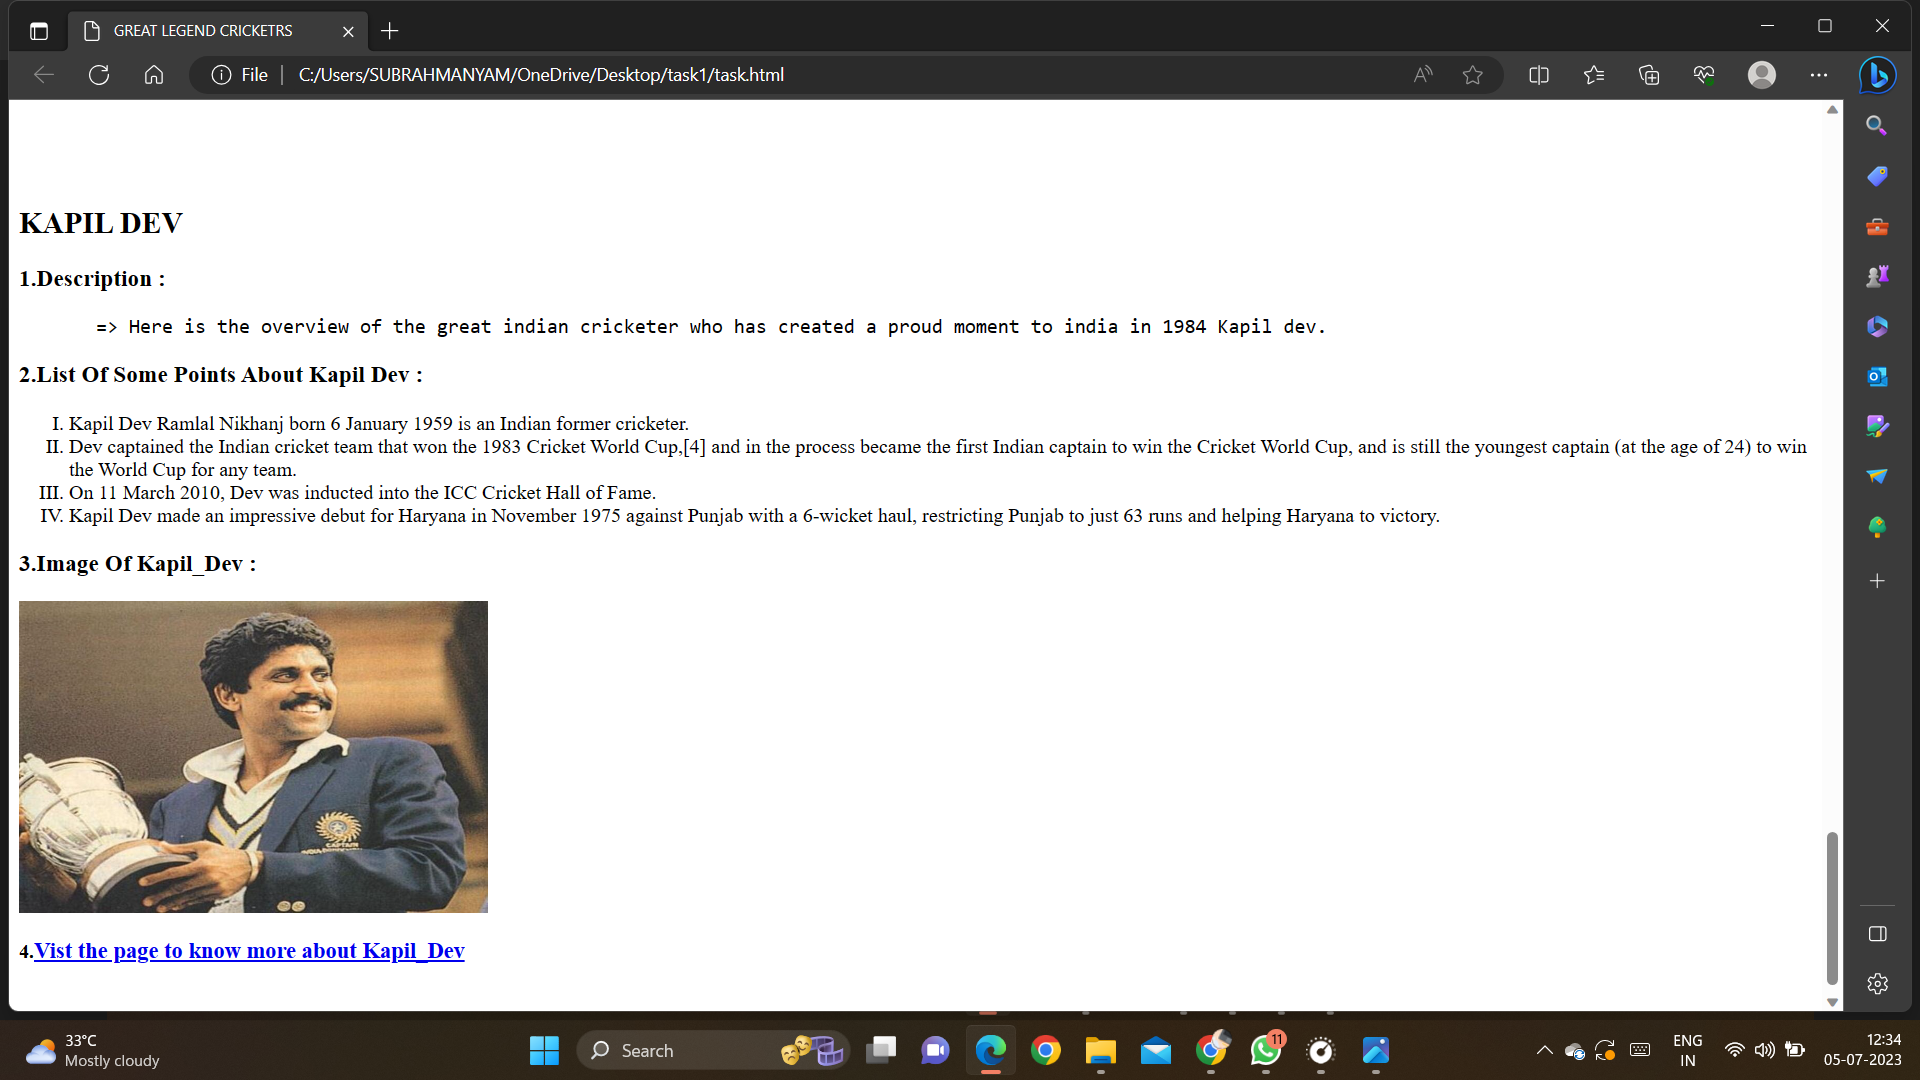 GREAT LEGEND CRICKETRS
File
C:/Users/SUBRAHMANYAM/OneDrive/Desktop/task1/task.html
KAPIL DEV
1.Description :
=> Here is the overview of the great indian cricketer who has created a proud moment to india in 1984 Kapil dev.
2.List Of Some Points About Kapil Dev :
I. Kapil Dev Ramlal Nikhanj born 6 January 1959 is an Indian former cricketer.
II. Dev captained the Indian cricket team that won the 1983 Cricket World Cup,[4] and in the process became the first Indian captain to win the Cricket World Cup, and is still the youngest captain (at the age of 24) to win
the World Cup for any team.
III. On 11 March 2010, Dev was inducted into the ICC Cricket Hall of Fame.
IV. Kapil Dev made an impressive debut for Haryana in November 1975 against Punjab with a 6-wicket haul, restricting Punjab to just 63 runs and helping Haryana to victory.
3.Image Of Kapil_Dev :
CAPTAIN
4.Vist the page to know more about Kapil_Dev
33°C
Mostly cloudy
Search
11
ENG
IN
12:34
05-07-2023